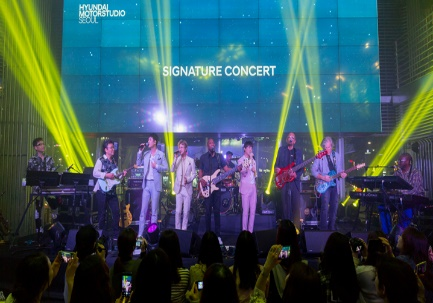 HYUNDAI
MOTORSTUDIO
SEOUL
SIGNATURE CONCERT